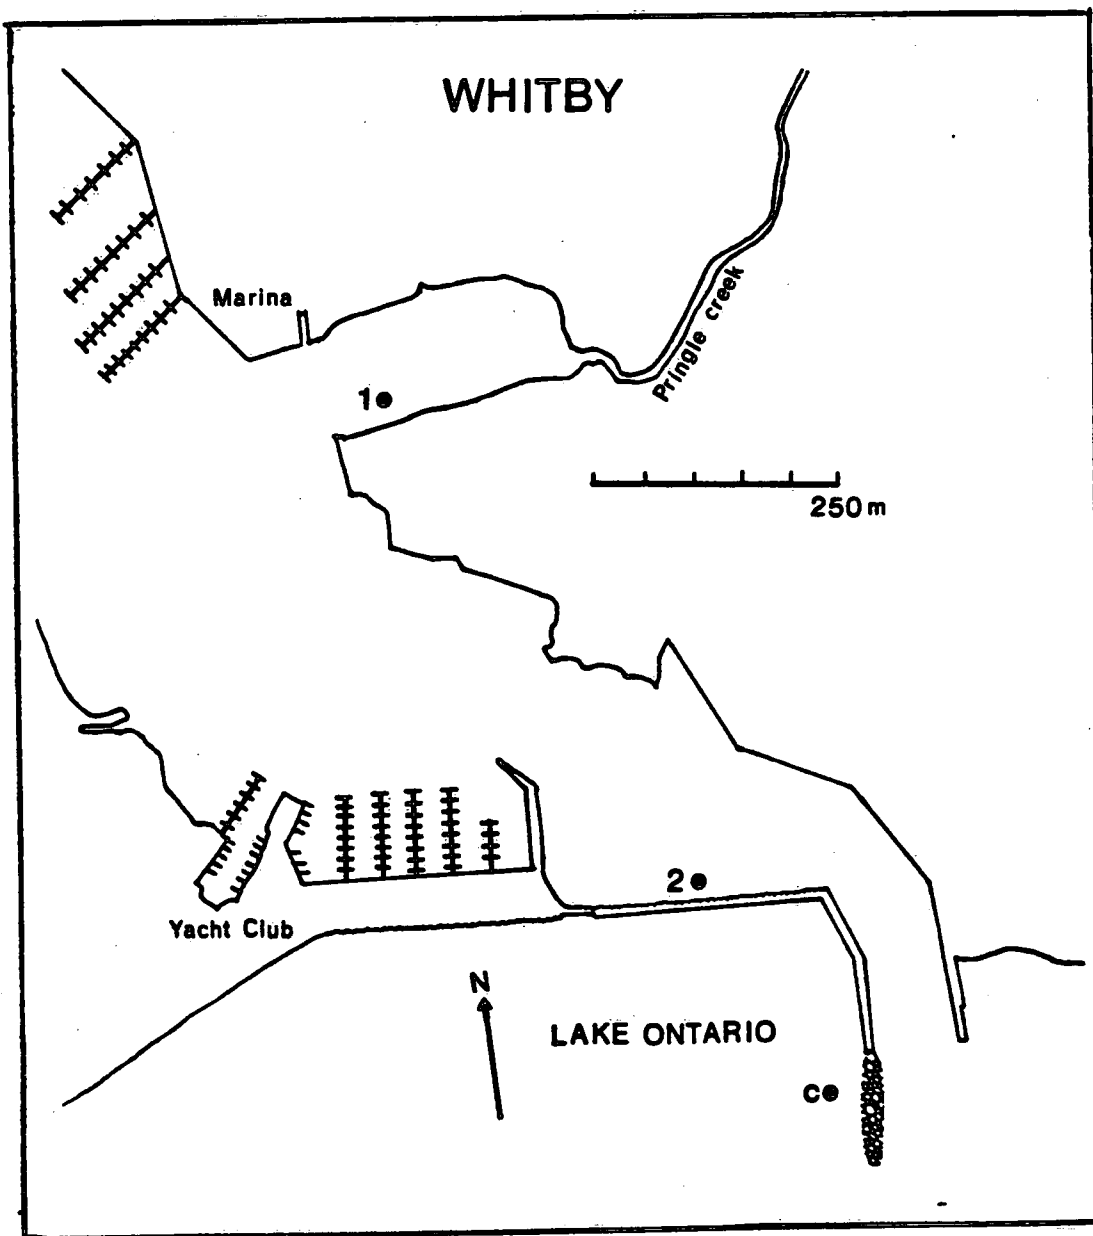 WHITBY
Marina
Pringle creek
1
250 m
2
Yacht Club
N
LAKE ONTARIO
C